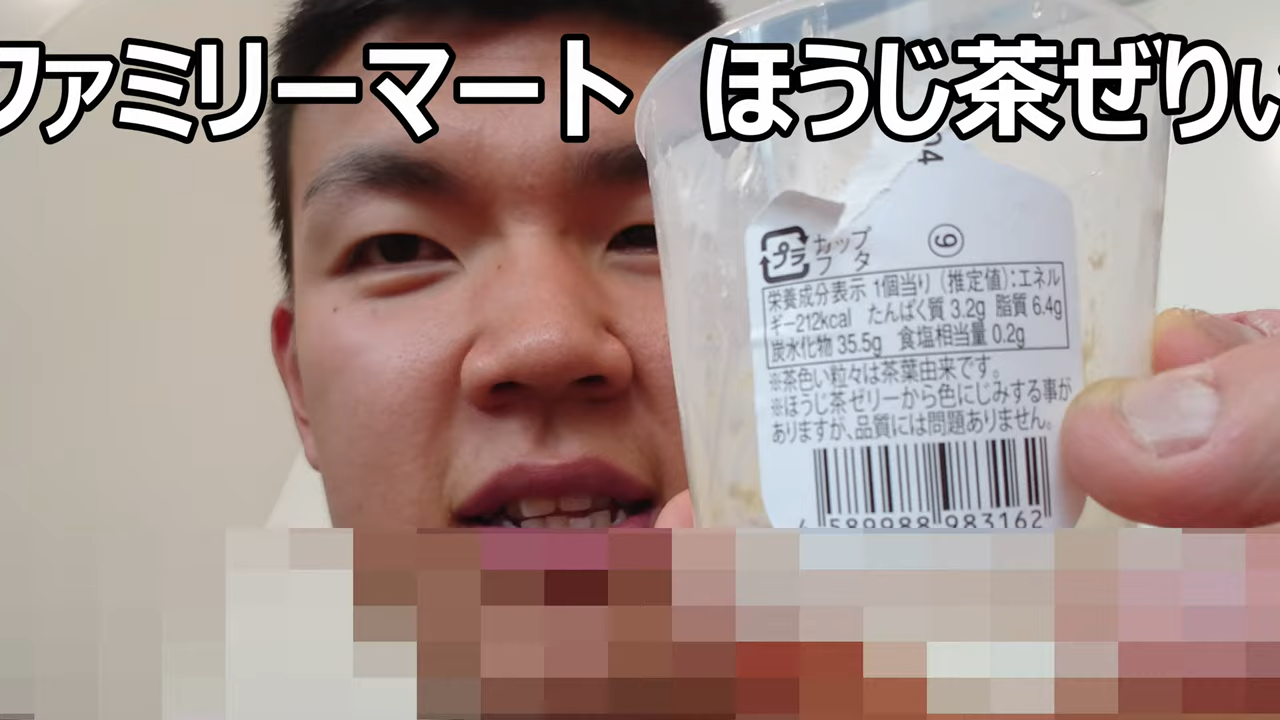 ファミリーマート ほうじ茶ぜりぃ
04
プラ
カップ
フタ
⑨
栄養成分表示 1個当り (推定値):エネル
ギー212kcal たんぱく質 3.2g 脂質 6.4g
炭水化物 35.5g 食塩相当量 0.2g
※茶色い粒々は茶葉由来です。
※ほうじ茶ゼリーから色にじみする事が
ありますが、品質には問題ありません。
4 589988 983162